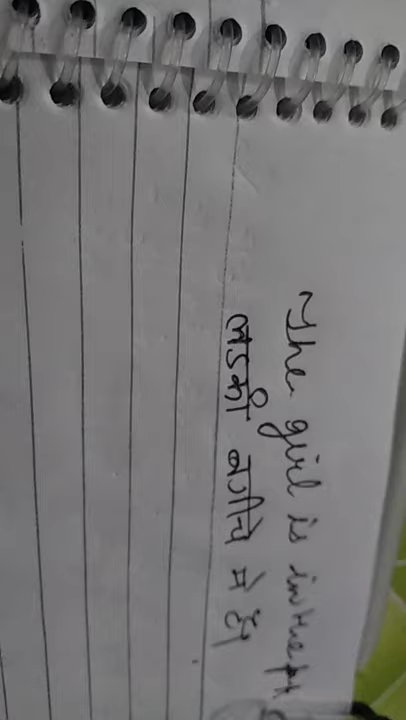 The girl is in the
लडकी बगीचे में है।